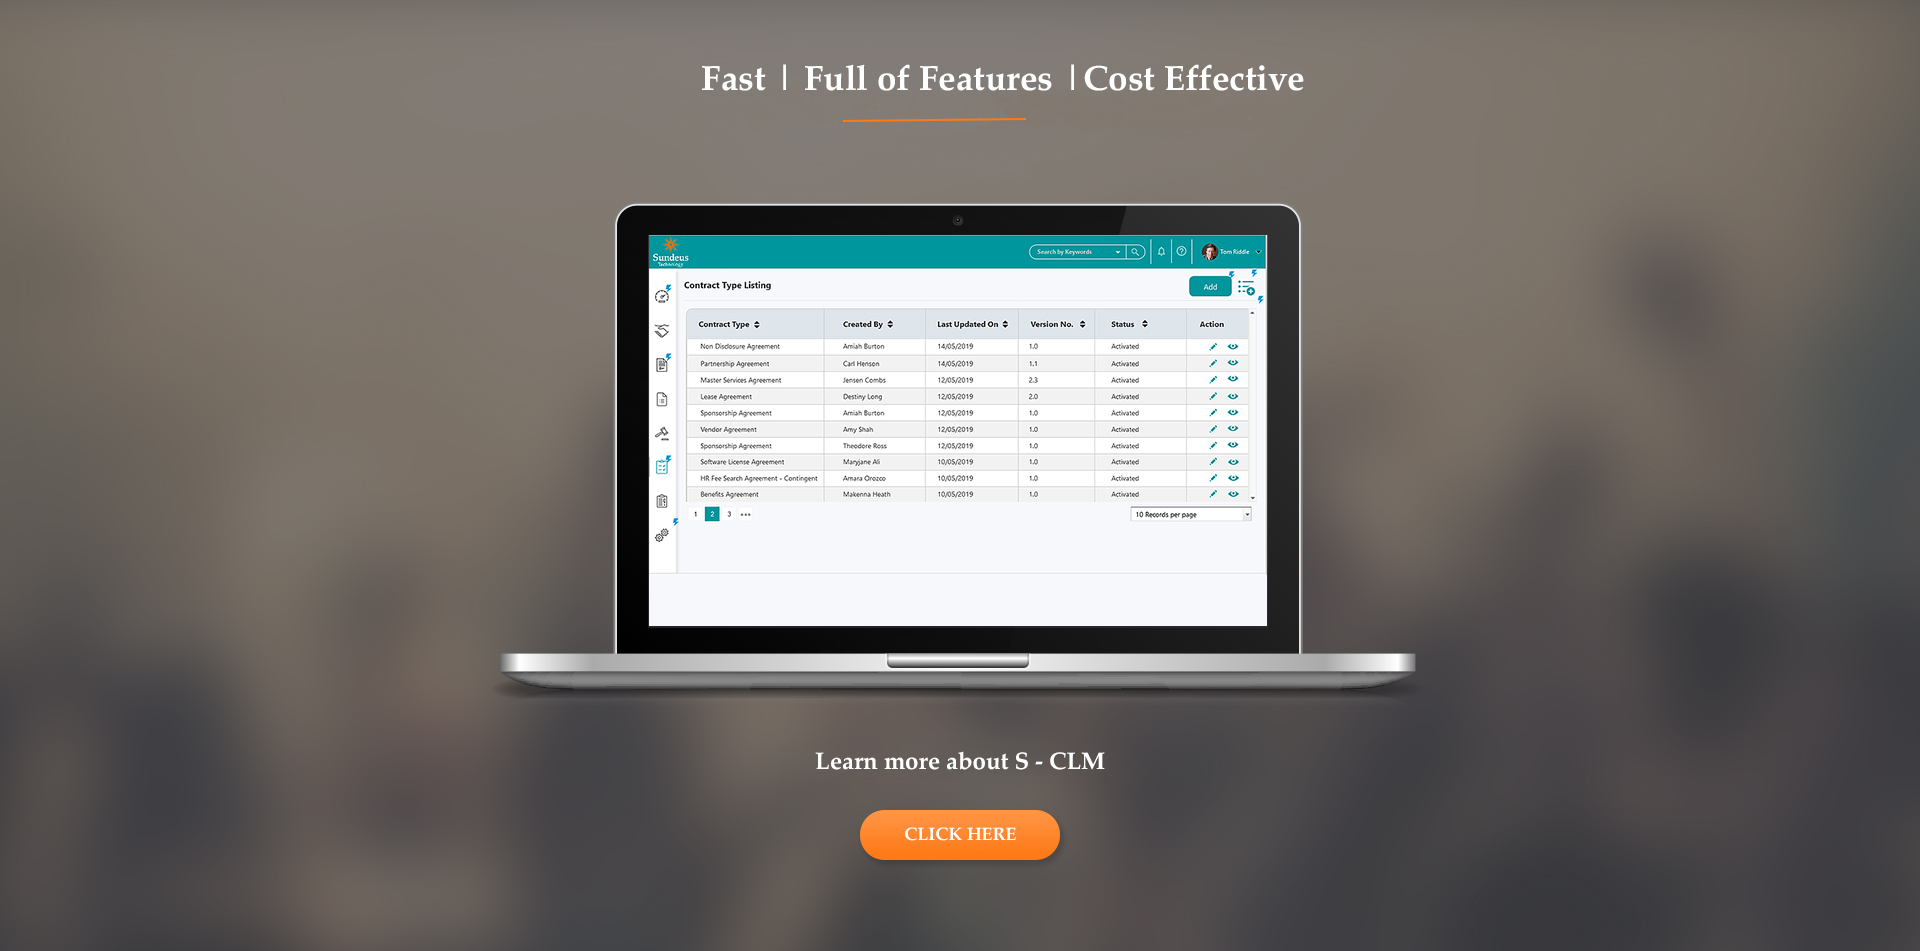 Fast | Full of Features | Cost Effective
Sundeus
Technology
Search by Keywords
Tom Riddle
Contract Type Listing
Add
Contract Type Created By Last Updated On Version No. Status Action
Non Disclosure Agreement Amiah Burton 14/05/2019 1.0 Activated
Partnership Agreement Carl Henson 14/05/2019 1.1 Activated
Master Services Agreement Jensen Combs 12/05/2019 2.3 Activated
Lease Agreement Destiny Long 12/05/2019 2.0 Activated
Sponsorship Agreement Amiah Burton 12/05/2019 1.0 Activated
Vendor Agreement Amy Shah 12/05/2019 1.0 Activated
Sponsorship Agreement Theodore Ross 12/05/2019 1.0 Activated
Software License Agreement Maryjane Ali 10/05/2019 1.0 Activated
HR Fee Search Agreement - Contingent Amara Orozco 10/05/2019 1.0 Activated
Benefits Agreement Makenna Heath 10/05/2019 1.0 Activated
1 2 3 •••
10 Records per page
Learn more about S - CLM
CLICK HERE